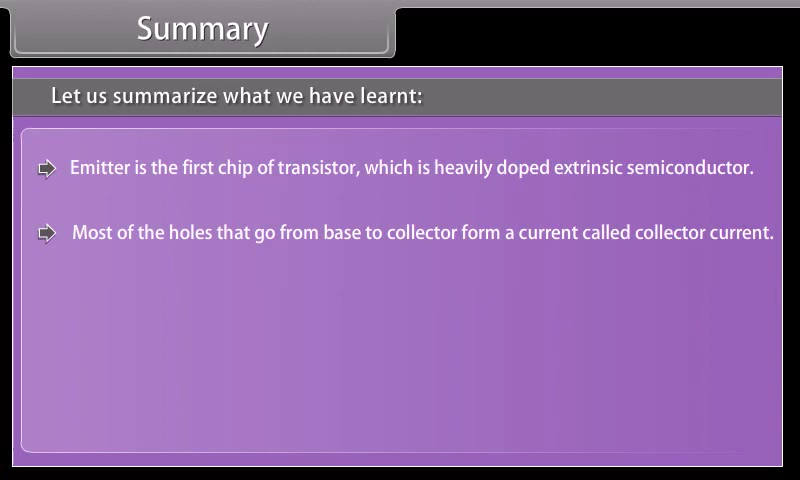 Summary
Let us summarize what we have learnt:
Emitter is the first chip of transistor, which is heavily doped extrinsic semiconductor.
Most of the holes that go from base to collector form a current called collector current.